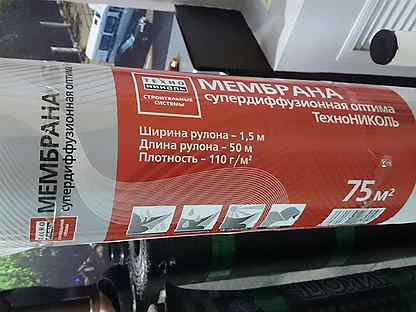 ТЕХНО
НИКОЛЬ
СТРОИТЕЛЬНЫЕ
СИСТЕМЫ
МЕМБРАНА
супердиффузионная оптима
ТехноНИКОЛЬ
Ширина рулона – 1,5 м
Длина рулона – 50 м
Плотность – 110 г/м²
75 м²
МЕМБРАНА
супердиффузионная оптима